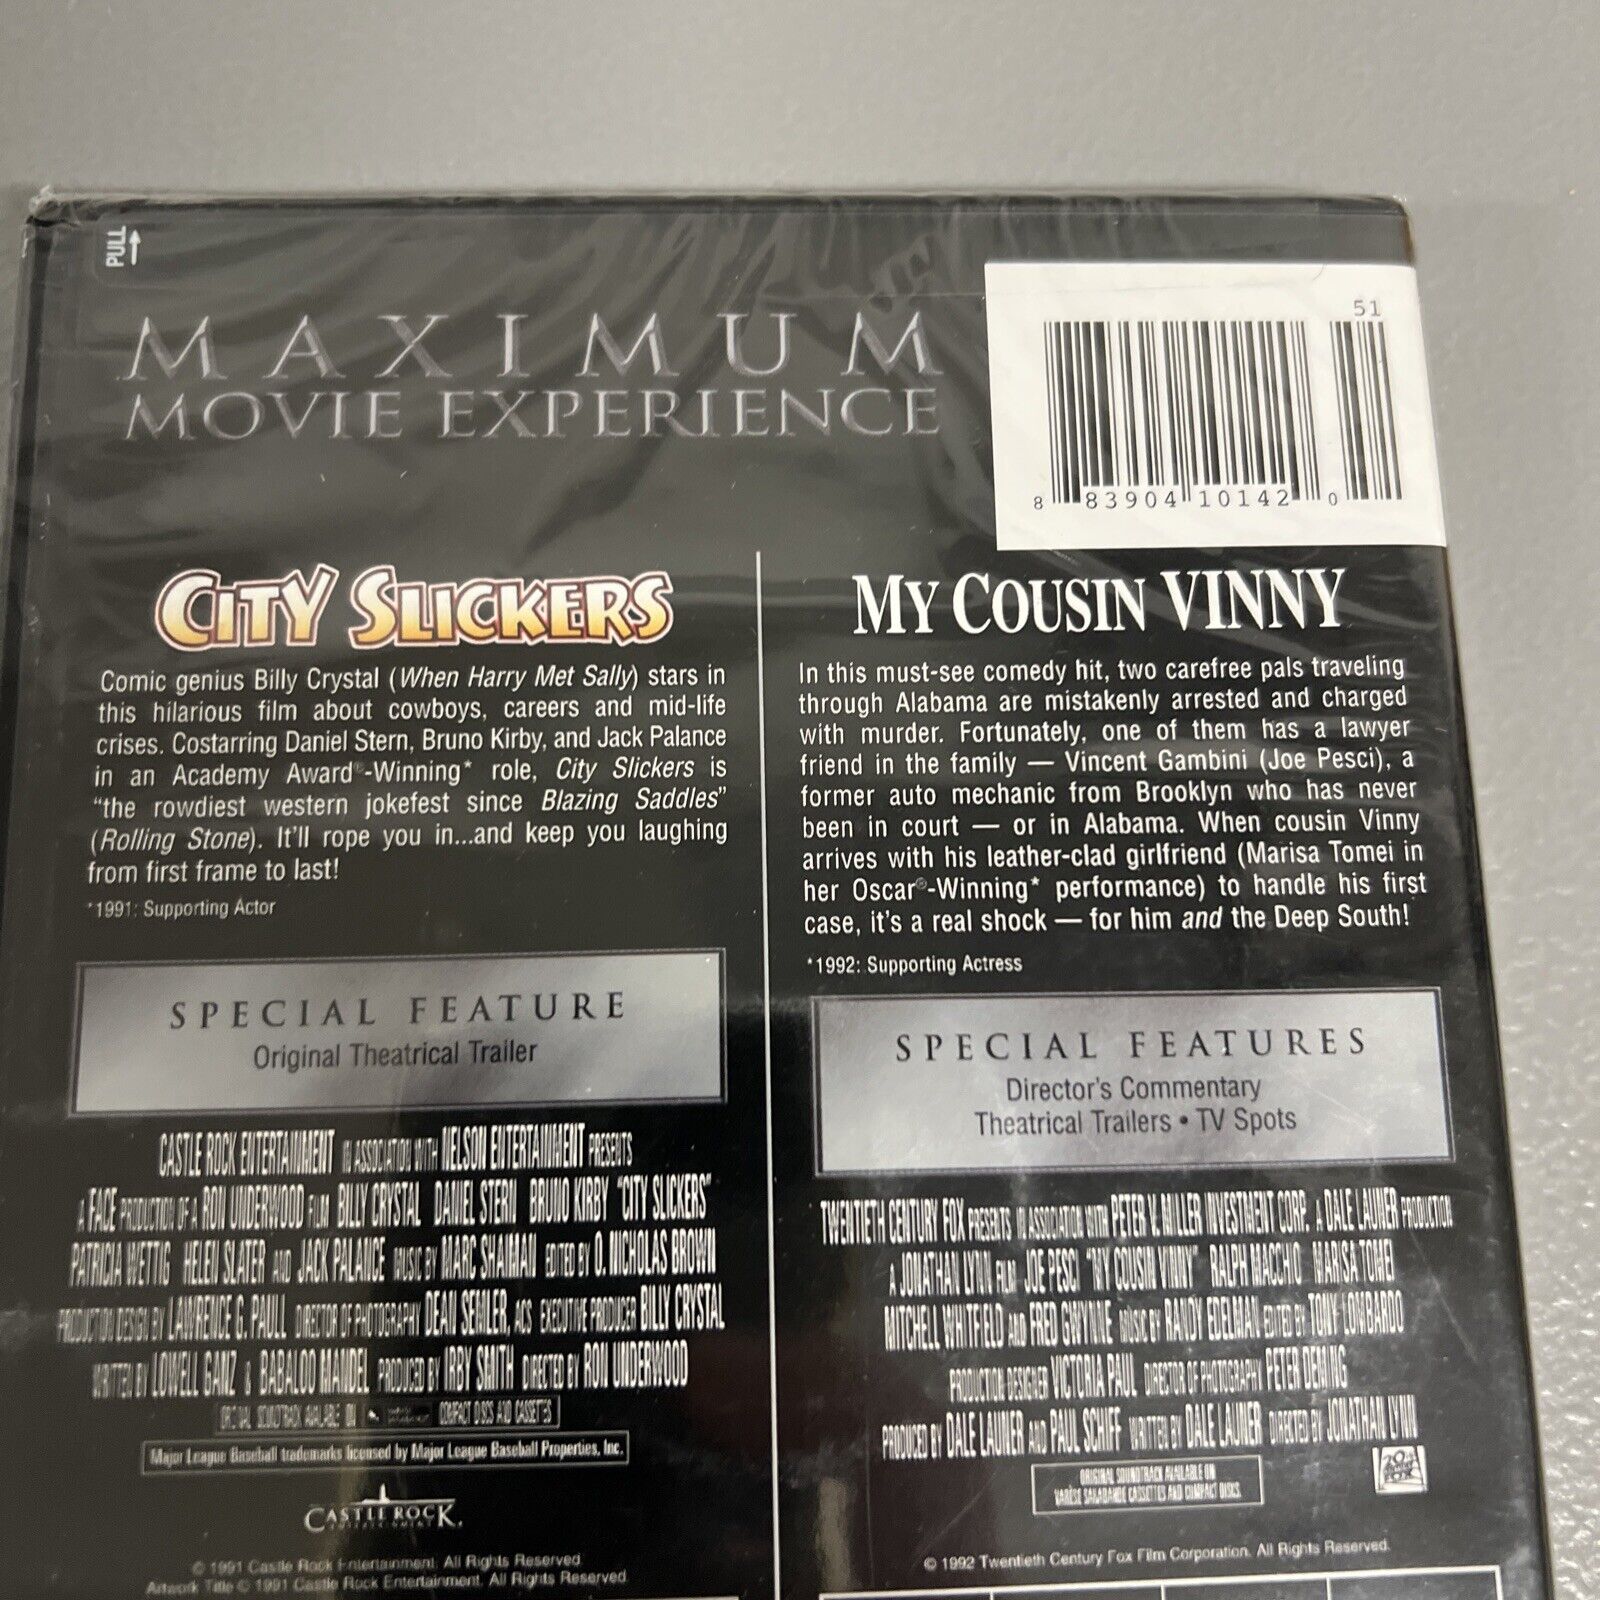 PULL
MAXIMUM
MOVIE EXPERIENCE
51
8 83904 10142 0
CITY SLICKERS
Comic genius Billy Crystal (When Harry Met Sally) stars in
this hilarious film about cowboys, careers and mid-life
crises. Costarring Daniel Stern, Bruno Kirby, and Jack Palance
in an Academy Award®-Winning* role, City Slickers is
“the rowdiest western jokefest since Blazing Saddles”
(Rolling Stone). It’ll rope you in...and keep you laughing
from first frame to last!
*1991: Supporting Actor
SPECIAL FEATURE
Original Theatrical Trailer
CASTLE ROCK ENTERTAINMENT IN ASSOCIATION WITH NELSON ENTERTAINMENT PRESENTS
A FACE PRODUCTION OF A RON UNDERWOOD FILM BILLY CRYSTAL DANIEL STERN BRUNO KIRBY "CITY SLICKERS"
PATRICIA WETTIG HELEN SLATER AND JACK PALANCE MUSIC BY MARC SHAIMAN EDITED BY O. NICHOLAS BROWN
PRODUCTION DESIGN BY LAWRENCE G. PAULL DIRECTOR OF PHOTOGRAPHY DEAN SEMLER, ACS EXECUTIVE PRODUCER BILLY CRYSTAL
WRITTEN BY LOWELL GANZ & BABALOO MANDEL PRODUCED BY IRBY SMITH DIRECTED BY RON UNDERWOOD
ORIGINAL SOUNDTRACK AVAILABLE ON COMPACT DISCS AND CASSETTES
Major League Baseball trademarks licensed by Major League Baseball Properties, Inc.
CASTLE ROCK
ENTERTAINMENT
© 1991 Castle Rock Entertainment. All Rights Reserved
Artwork Title © 1991 Castle Rock Entertainment. All Rights Reserved
MY COUSIN VINNY
In this must-see comedy hit, two carefree pals traveling
through Alabama are mistakenly arrested and charged
with murder. Fortunately, one of them has a lawyer
friend in the family — Vincent Gambini (Joe Pesci), a
former auto mechanic from Brooklyn who has never
been in court — or in Alabama. When cousin Vinny
arrives with his leather-clad girlfriend (Marisa Tomei in
her Oscar®-Winning* performance) to handle his first
case, it’s a real shock — for him and the Deep South!
*1992: Supporting Actress
SPECIAL FEATURES
Director’s Commentary
Theatrical Trailers • TV Spots
TWENTIETH CENTURY FOX PRESENTS IN ASSOCIATION WITH PETER V. MILLER INVESTMENT CORP. A DALE LAUNER PRODUCTION
A JONATHAN LYNN FILM JOE PESCI "MY COUSIN VINNY" RALPH MACCHIO MARISA TOMEI
MITCHELL WHITFIELD AND FRED GWYNNE MUSIC BY RANDY EDELMAN EDITED BY TONY LOMBARDO
PRODUCTION DESIGNER VICTORIA PAUL DIRECTOR OF PHOTOGRAPHY PETER DEMING
PRODUCED BY DALE LAUNER AND PAUL SCHIFF WRITTEN BY DALE LAUNER DIRECTED BY JONATHAN LYNN
ORIGINAL SOUNDTRACK AVAILABLE ON
VARÈSE SARABANDE CASSETTES AND COMPACT DISCS.
20th CENTURY FOX
© 1992 Twentieth Century Fox Film Corporation. All Rights Reserved.